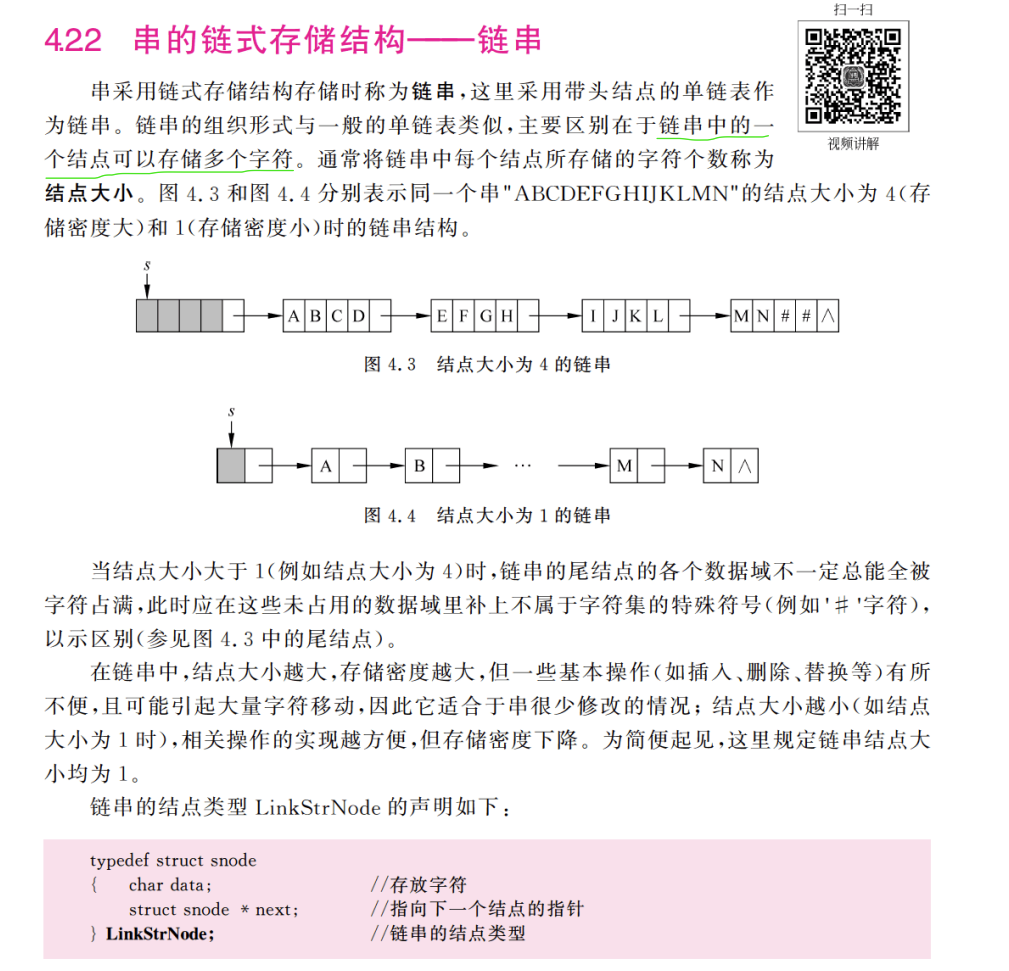 扫一扫
4.2.2 串的链式存储结构——链串
视频讲解
串采用链式存储结构存储时称为链串,这里采用带头结点的单链表作
为链串。链串的组织形式与一般的单链表类似,主要区别在于链串中的一
个结点可以存储多个字符。通常将链串中每个结点所存储的字符个数称为
结点大小。图 4.3 和图 4.4 分别表示同一个串"ABCDEFGHIJKLMN"的结点大小为 4(存
储密度大)和 1(存储密度小)时的链串结构。
s
A B C D E F G H I J K L M N # # ∧
图 4.3 结点大小为 4 的链串
s
A B … M N ∧
图 4.4 结点大小为 1 的链串
当结点大小大于 1(例如结点大小为 4)时,链串的尾结点的各个数据域不一定总能全被
字符占满,此时应在这些未占用的数据域里补上不属于字符集的特殊符号(例如'#'字符),
以示区别(参见图 4.3 中的尾结点)。
在链串中,结点大小越大,存储密度越大,但一些基本操作(如插入、删除、替换等)有所
不便,且可能引起大量字符移动,因此它适合于串很少修改的情况；结点大小越小(如结点
大小为 1 时),相关操作的实现越方便,但存储密度下降。为简便起见,这里规定链串结点大
小均为 1。
链串的结点类型 LinkStrNode 的声明如下：
typedef struct snode
{ char data; //存放字符
struct snode * next; //指向下一个结点的指针
} LinkStrNode; //链串的结点类型